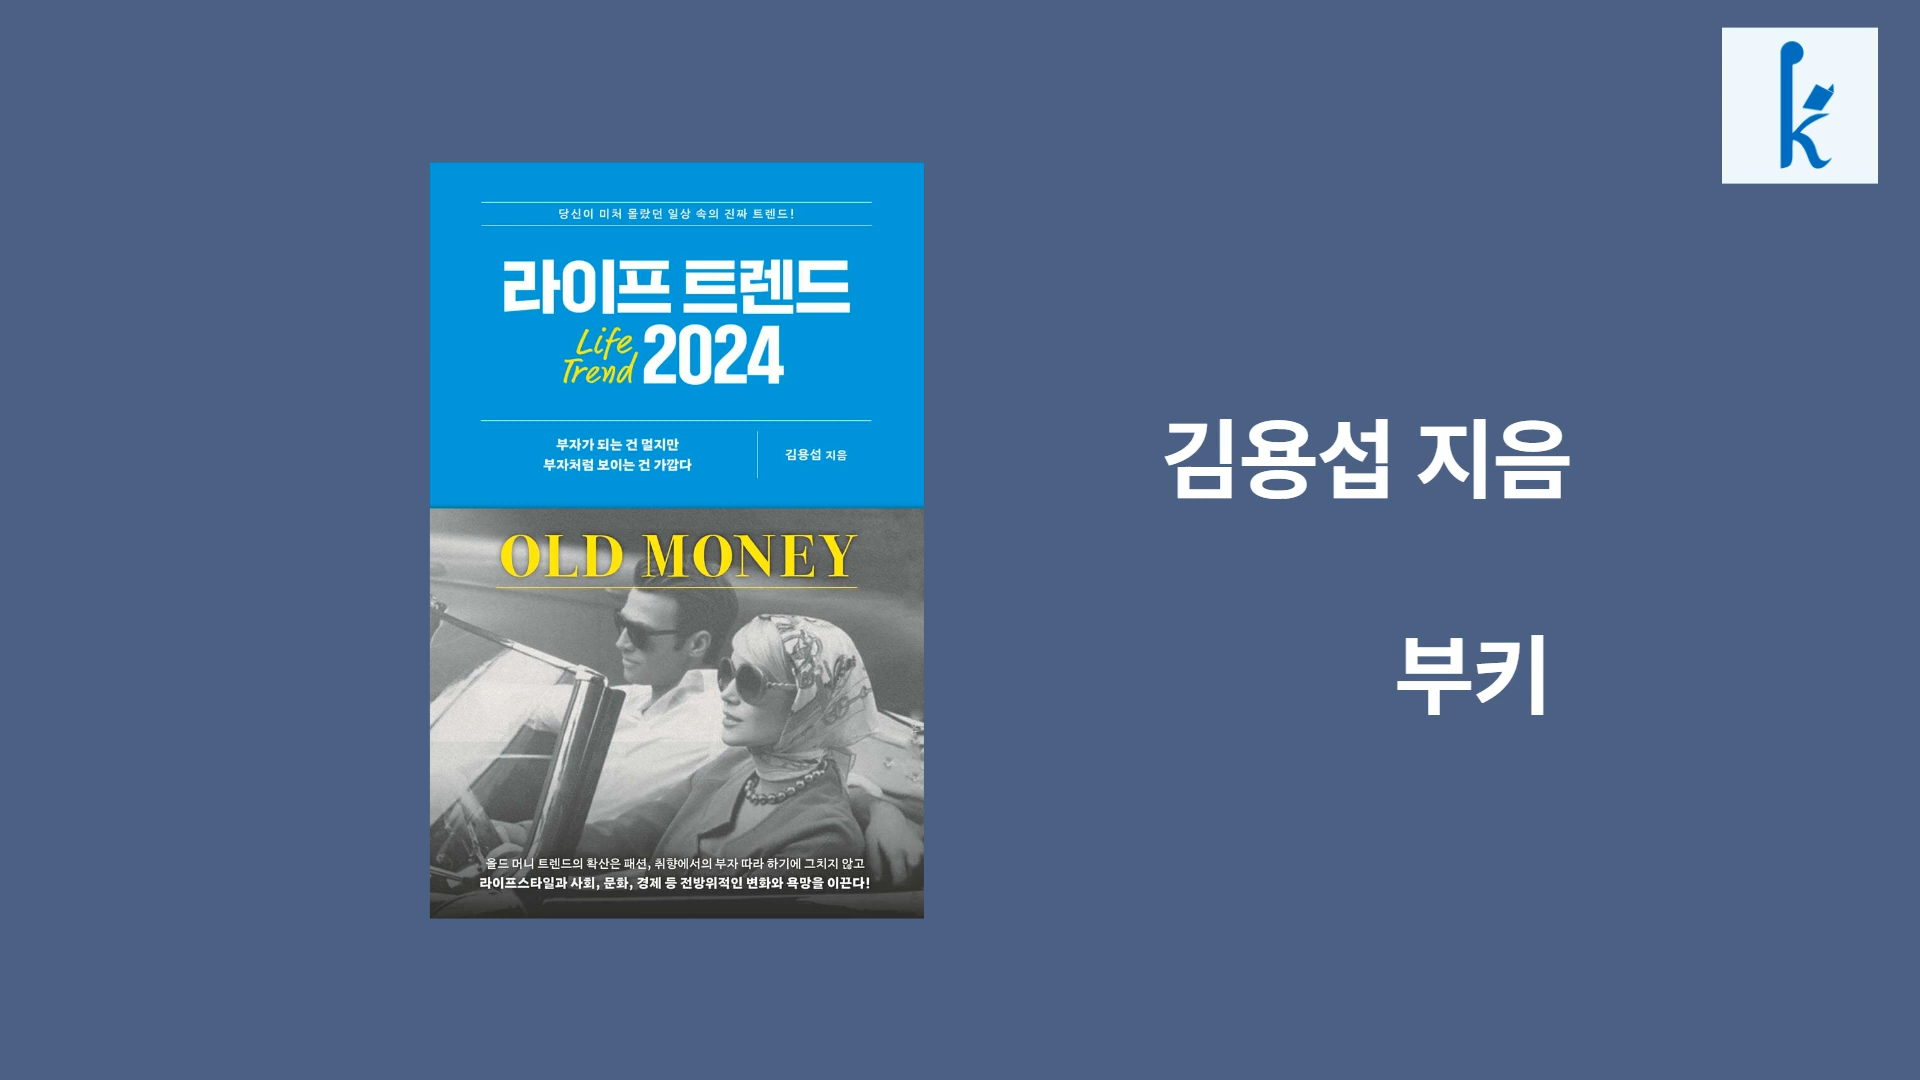 당신이 미처 몰랐던 일상 속의 진짜 트렌드!
라이프 트렌드
Life
Trend 2024
부자가 되는 건 멀지만
부자처럼 보이는 건 가깝다
김용섭 지음
OLD MONEY
올드 머니 트렌드의 확산은 패션, 취향에서의 부자 따라 하기에 그치지 않고
라이프스타일과 사회, 문화, 경제 등 전방위적인 변화와 욕망을 이끈다!
김용섭 지음
부키
k